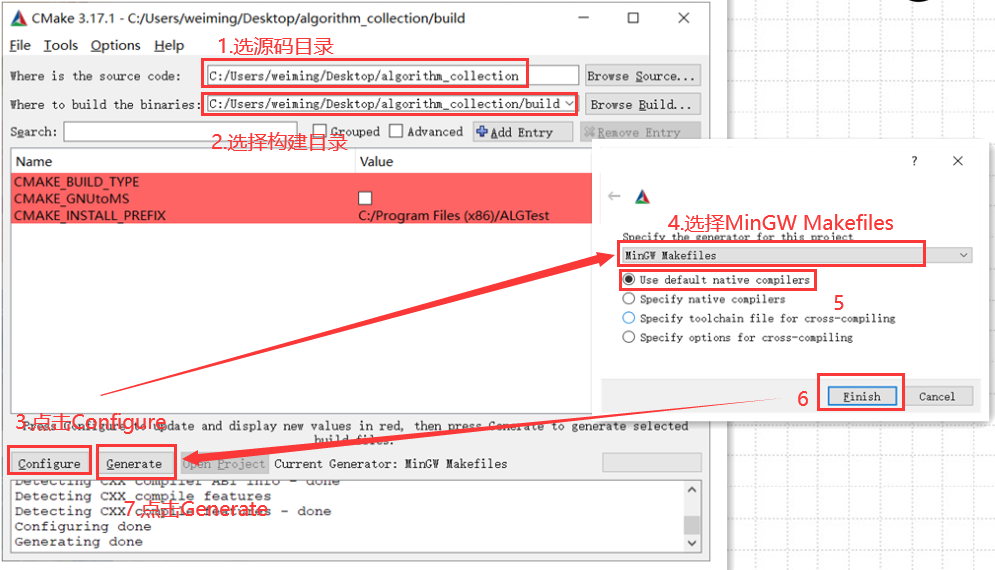 CMake 3.17.1 - C:/Users/weiming/Desktop/algorithm_collection/build
File Tools Options Help
1.选源码目录
Where is the source code: C:/Users/weiming/Desktop/algorithm_collection Browse Source...
Where to build the binaries: C:/Users/weiming/Desktop/algorithm_collection/build Browse Build...
Search: Grouped Advanced Add Entry Remove Entry
2.选择构建目录
Name Value
CMAKE_BUILD_TYPE
CMAKE_GNUtoMS
CMAKE_INSTALL_PREFIX C:/Program Files (x86)/ALGTest
?
4.选择MinGW Makefiles
Specify the generator for this project
MinGW Makefiles
Use default native compilers
5
Specify native compilers
Specify toolchain file for cross-compiling
Specify options for cross-compiling
6 Finish Cancel
3.点击Configure
Press Configure to update and display new values in red, then press Generate to generate selected
build files.
Configure Generate Open Project Current Generator: MinGW Makefiles
Detecting CXX compiler ABI info - done
Detecting CXX compile features
7.点击Generate
Detecting CXX compile features - done
Configuring done
Generating done